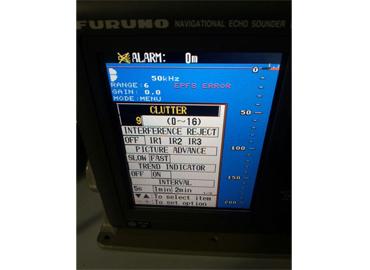 FURUNO NAVIGATIONAL ECHO SOUNDER
ALARM: 0m
0
50kHz
RANGE: 6 EPFS ERROR
GAIN: 0.0
MODE: MENU
CLUTTER
9 (0~16)
50
INTERFERENCE REJECT
OFF IR1 IR2 IR3
PICTURE ADVANCE
100
SLOW FAST
TREND INDICATOR
OFF ON
150
INTERVAL
5s 1min 2min
▼ ▲ To select item
- + To set option
200